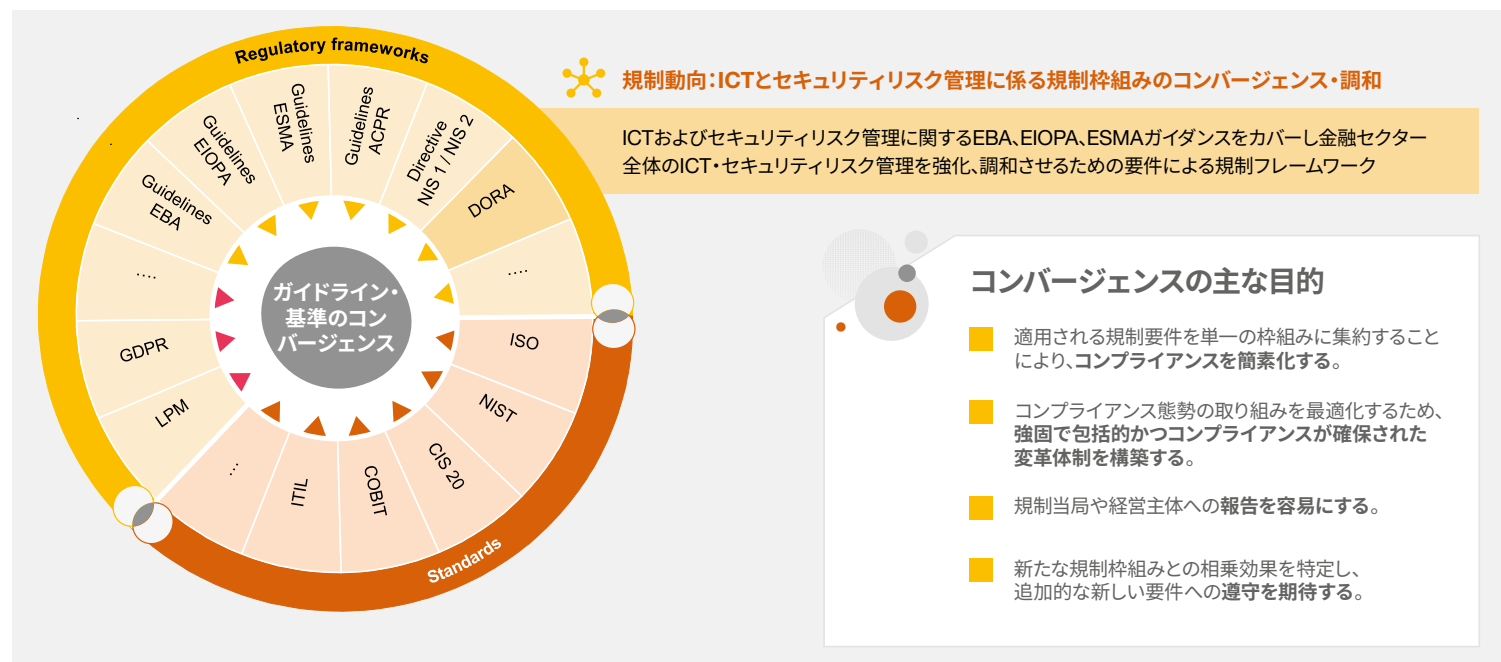 Regulatory frameworks
Guidelines
EBA
Guidelines
EIOPA
Guidelines
ESMA
Guidelines
ACPR
Directive
NIS 1 / NIS 2
DORA
....
ISO
NIST
CIS 20
COBIT
ITIL
...
LPM
GDPR
....
Standards
ガイドライン・
基準のコン
バージェンス
規制動向：ICTとセキュリティリスク管理に係る規制枠組みのコンバージェンス・調和
ICTおよびセキュリティリスク管理に関するEBA、EIOPA、ESMAガイダンスをカバーし金融セクター
全体のICT・セキュリティリスク管理を強化、調和させるための要件による規制フレームワーク
コンバージェンスの主な目的
適用される規制要件を単一の枠組みに集約すること
により、コンプライアンスを簡素化する。
コンプライアンス態勢の取り組みを最適化するため、
強固で包括的かつコンプライアンスが確保された
変革体制を構築する。
規制当局や経営主体への報告を容易にする。
新たな規制枠組みとの相乗効果を特定し、
追加的な新しい要件への遵守を期待する。